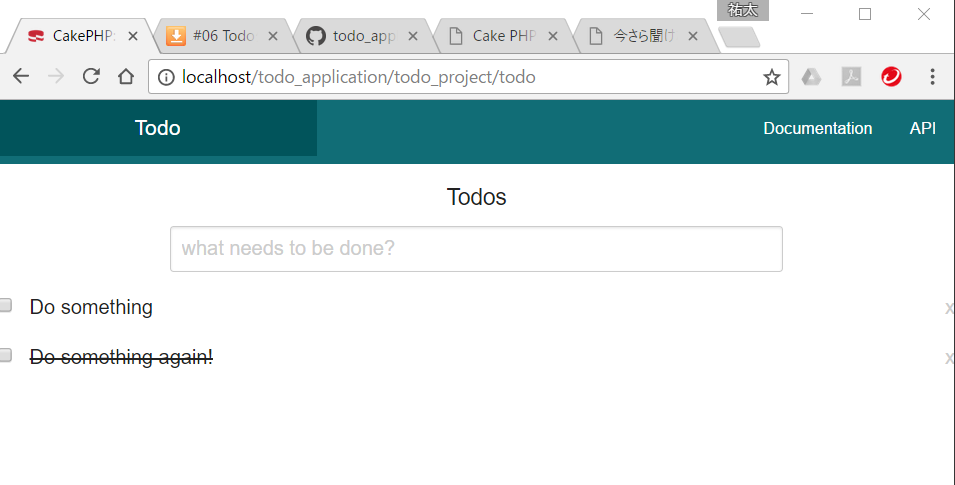 祐太
CakePHP:
#06 Todo
todo_app
Cake PHP
今さら聞け
localhost/todo_application/todo_project/todo
Todo
Documentation
API
Todos
what needs to be done?
Do something
x
Do something again!
x